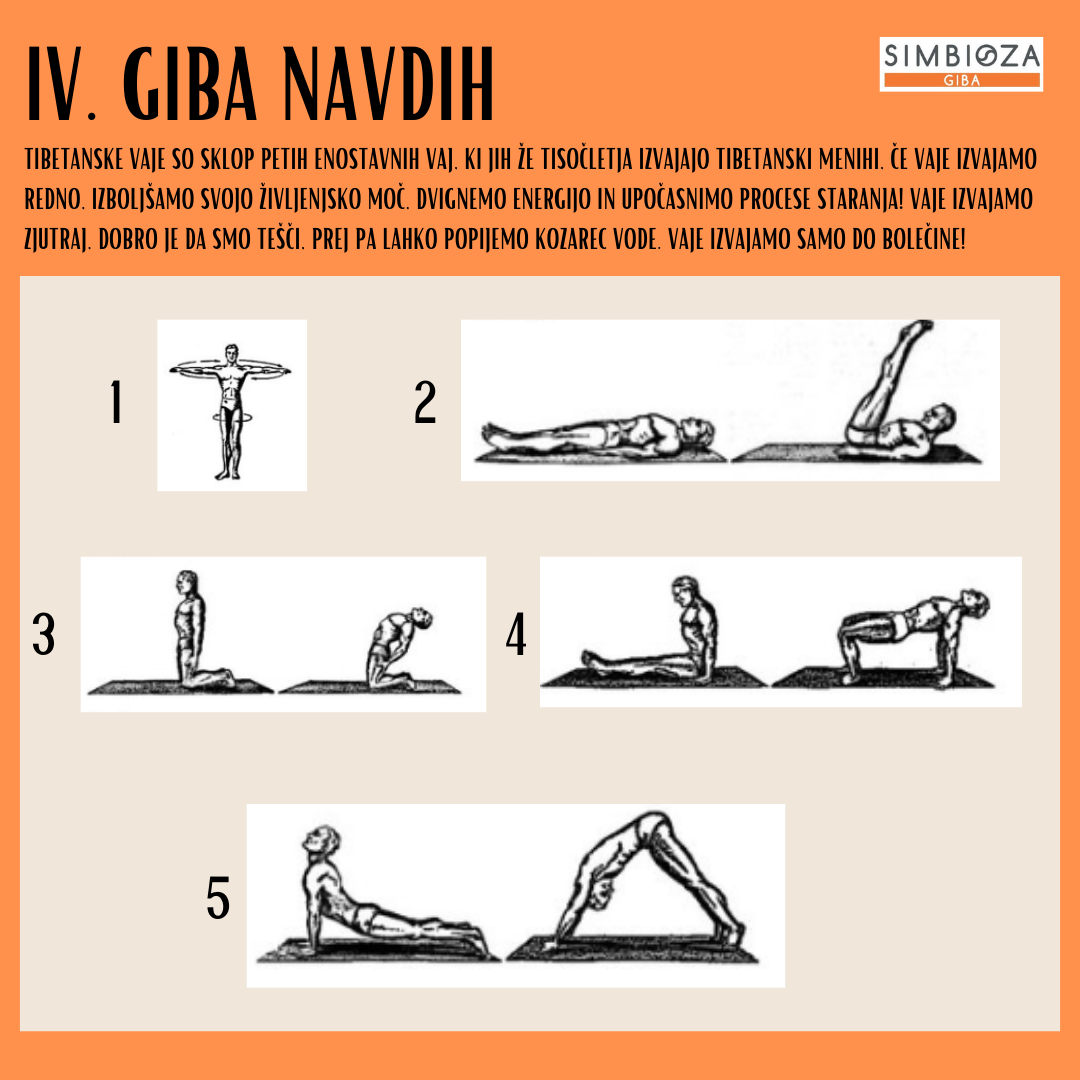 IV. GIBA NAVDIH
SIMBIOZA
GIBA
TIBETANSKE VAJE SO SKLOP PETIH ENOSTAVNIH VAJ. KI JIH ŽE TISOČLETJA IZVAJAJO TIBETANSKI MENIHI. ČE VAJE IZVAJAMO
REDNO. IZBOLJŠAMO SVOJO ŽIVLJENJSKO MOČ. DVIGNEMO ENERGIJO IN UPOČASNIMO PROCESE STARANJA! VAJE IZVAJAMO
ZJUTRAJ. DOBRO JE DA SMO TEŠČI. PREJ PA LAHKO POPIJEMO KOZAREC VODE. VAJE IZVAJAMO SAMO DO BOLEČINE!
1
2
3
4
5